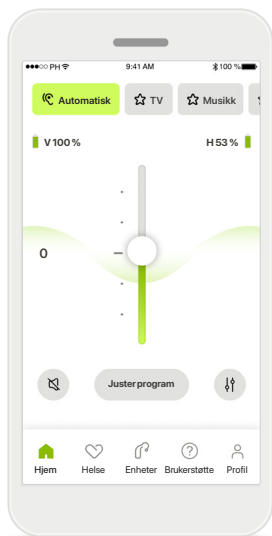 PH 9:41 AM 100 %
Automatisk TV Musikk
V 100 % H 53 %
0
Juster program
Hjem Helse Enheter Brukerstøtte Profil